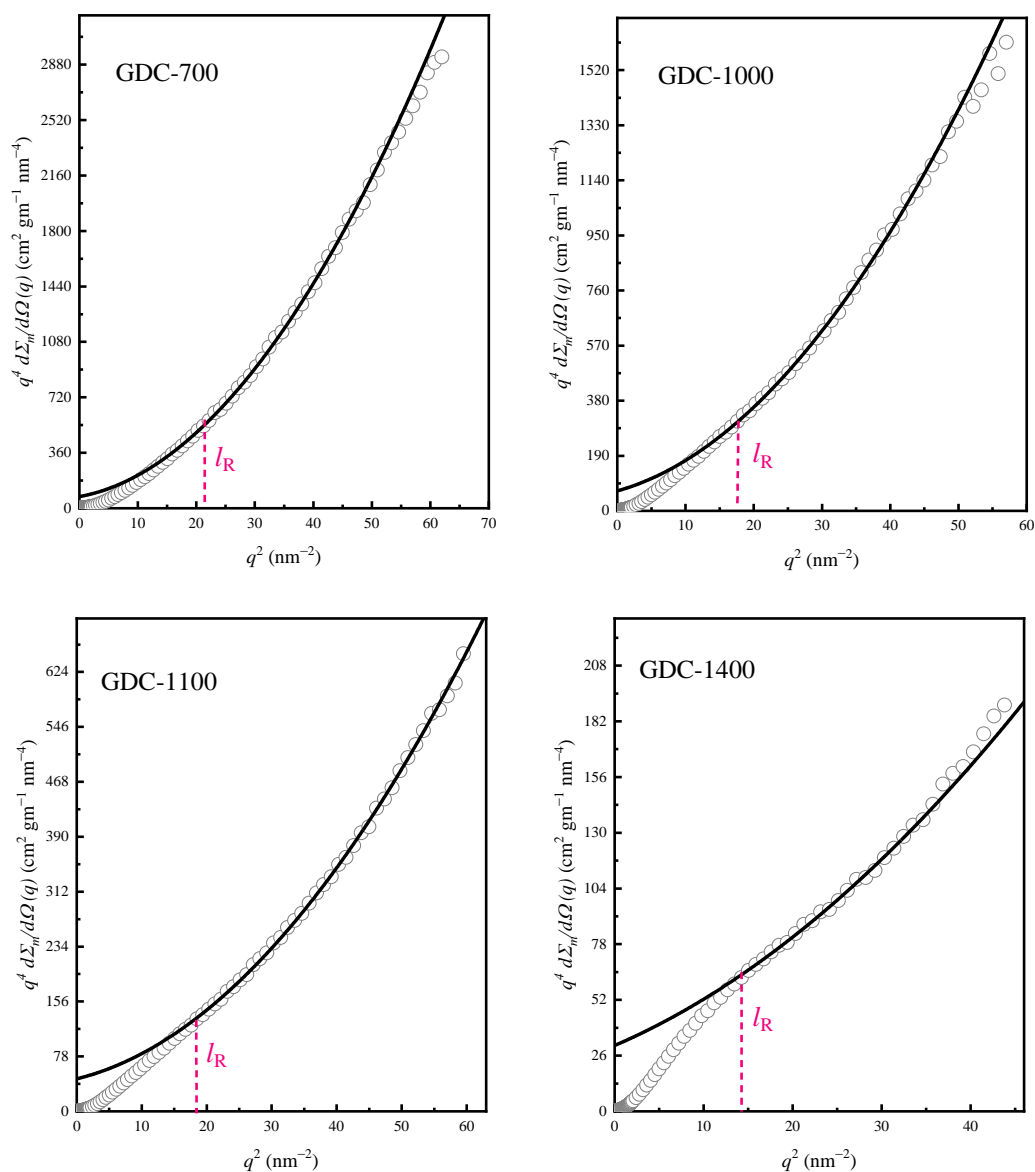 GDC-700
2880
2520
2160
1800
1440
1080
720
360
0
q⁴ dΣₘ/dΩ(q) (cm² gm⁻¹ nm⁻⁴)
l_R
0 10 20 30 40 50 60 70
q² (nm⁻²)
GDC-1000
1520
1330
1140
950
760
570
380
190
0
q⁴ dΣₘ/dΩ(q) (cm² gm⁻¹ nm⁻⁴)
l_R
0 10 20 30 40 50 60
q² (nm⁻²)
GDC-1100
624
546
468
390
312
234
156
78
0
q⁴ dΣₘ/dΩ(q) (cm² gm⁻¹ nm⁻⁴)
l_R
0 10 20 30 40 50 60
q² (nm⁻²)
GDC-1400
208
182
156
130
104
78
52
26
0
q⁴ dΣₘ/dΩ(q) (cm² gm⁻¹ nm⁻⁴)
l_R
0 10 20 30 40
q² (nm⁻²)